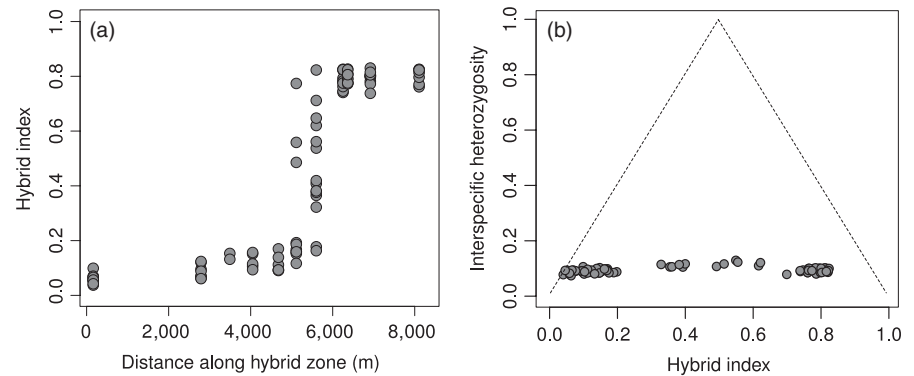 (a)
Hybrid index
0.0 0.2 0.4 0.6 0.8 1.0
0 2,000 4,000 6,000 8,000
Distance along hybrid zone (m)
(b)
Interspecific heterozygosity
0.0 0.2 0.4 0.6 0.8 1.0
0.0 0.2 0.4 0.6 0.8 1.0
Hybrid index